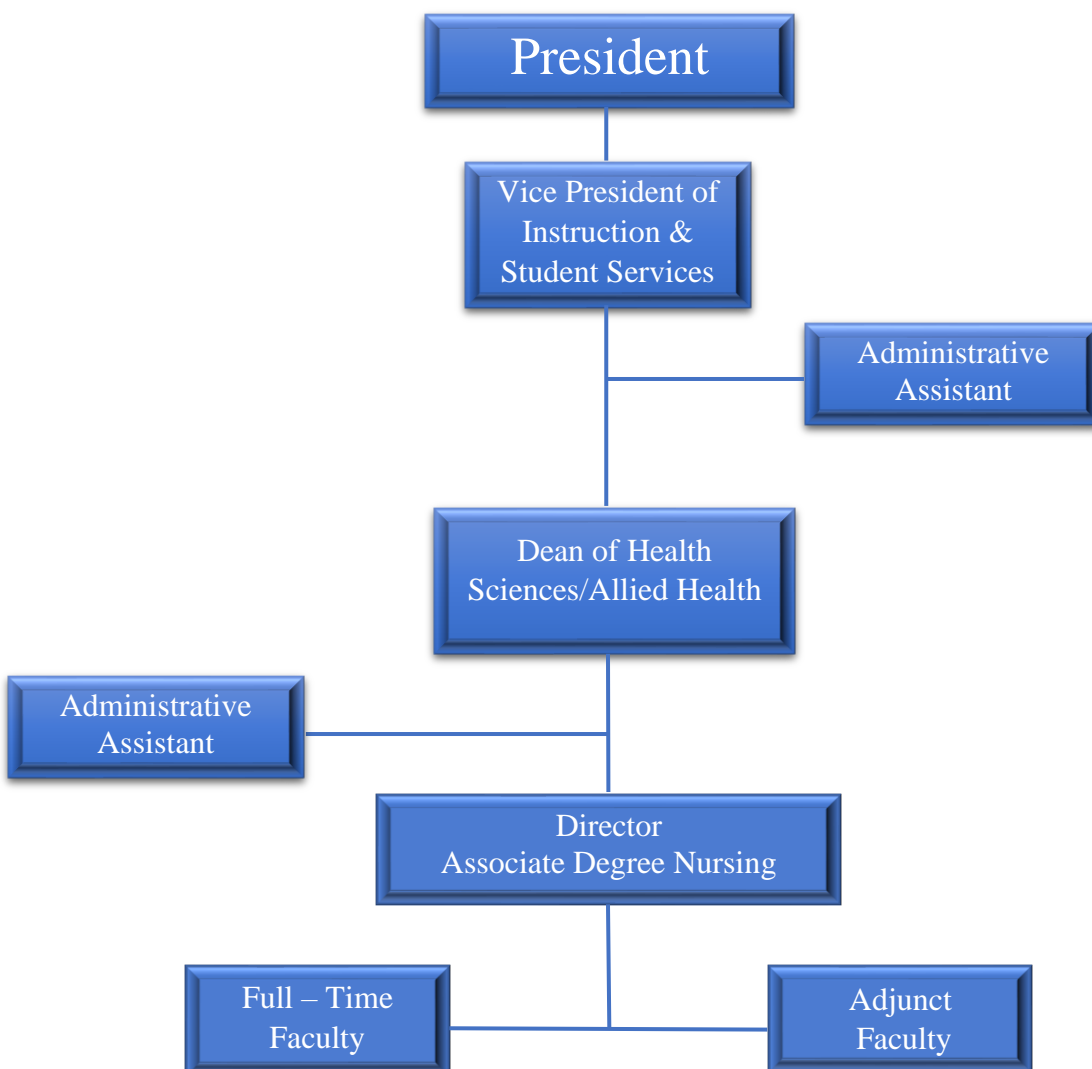 President
Vice President of
Instruction &
Student Services
Administrative
Assistant
Dean of Health
Sciences/Allied Health
Administrative
Assistant
Director
Associate Degree Nursing
Full – Time
Faculty
Adjunct
Faculty